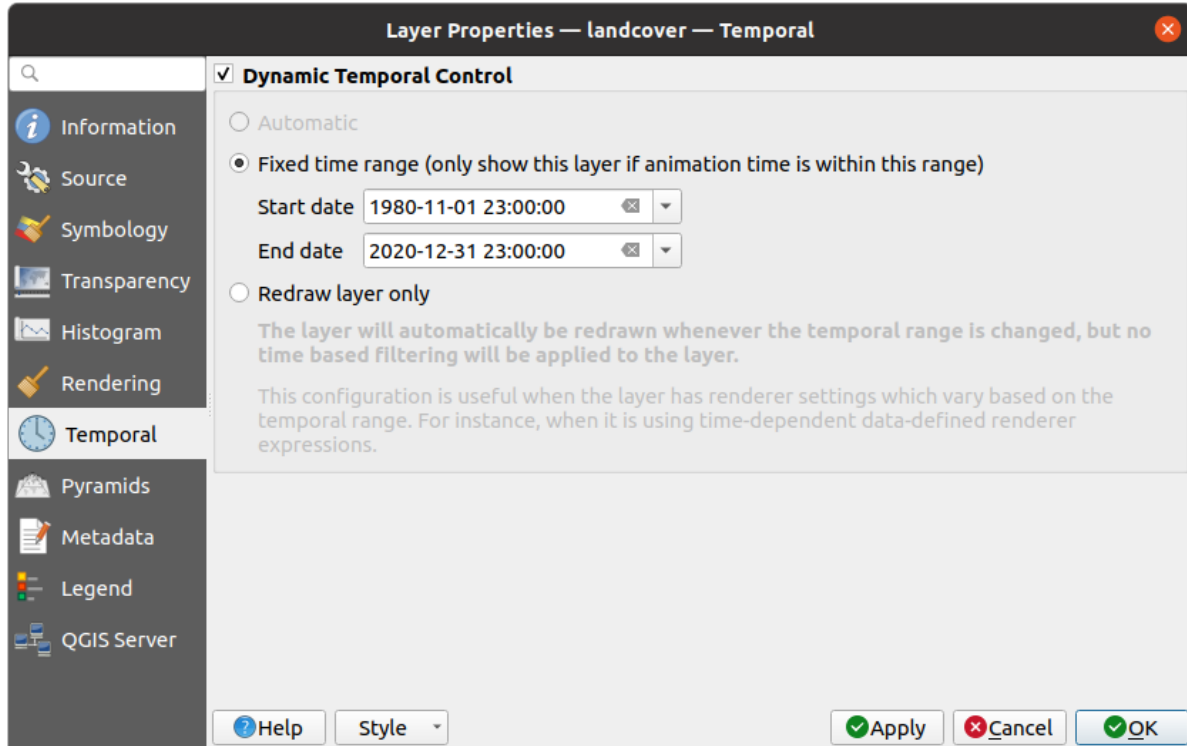 Layer Properties — landcover — Temporal
Information
Source
Symbology
Transparency
Histogram
Rendering
Temporal
Pyramids
Metadata
Legend
QGIS Server
Dynamic Temporal Control
Automatic
Fixed time range (only show this layer if animation time is within this range)
Start date 1980-11-01 23:00:00
End date 2020-12-31 23:00:00
Redraw layer only
The layer will automatically be redrawn whenever the temporal range is changed, but no
time based filtering will be applied to the layer.
This configuration is useful when the layer has renderer settings which vary based on the
temporal range. For instance, when it is using time-dependent data-defined renderer
expressions.
Help Style Apply Cancel OK